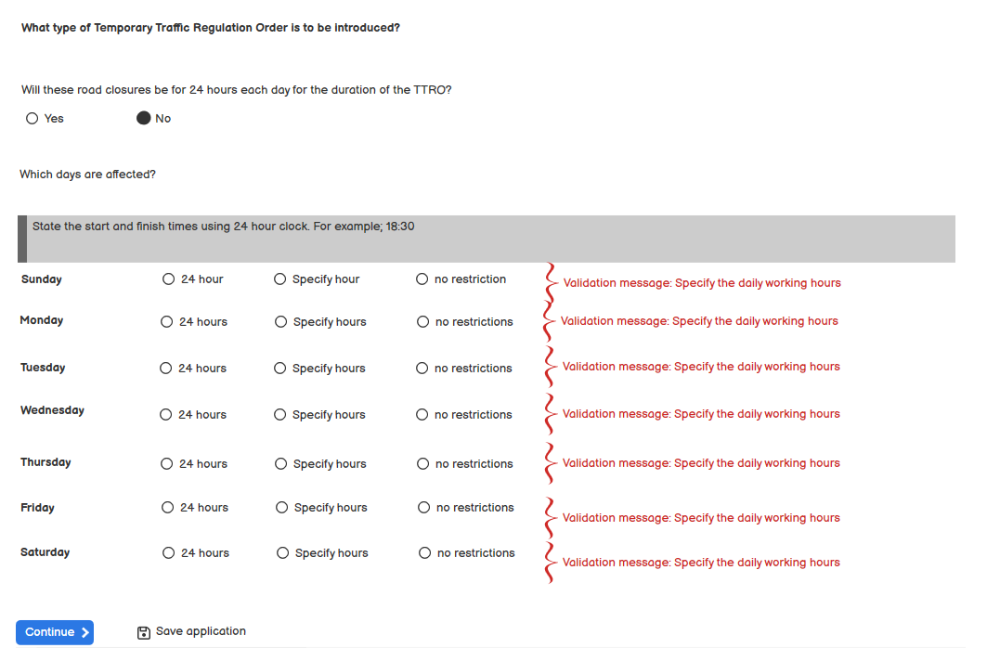 What type of Temporary Traffic Regulation Order is to be introduced?
Will these road closures be for 24 hours each day for the duration of the TTRO?
Yes No
Which days are affected?
State the start and finish times using 24 hour clock. For example; 18:30
Sunday 24 hour Specify hour no restriction Validation message: Specify the daily working hours
Monday 24 hours Specify hours no restrictions Validation message: Specify the daily working hours
Tuesday 24 hours Specify hours no restrictions Validation message: Specify the daily working hours
Wednesday 24 hours Specify hours no restrictions Validation message: Specify the daily working hours
Thursday 24 hours Specify hours no restrictions Validation message: Specify the daily working hours
Friday 24 hours Specify hours no restrictions Validation message: Specify the daily working hours
Saturday 24 hours Specify hours no restrictions Validation message: Specify the daily working hours
Continue Save application